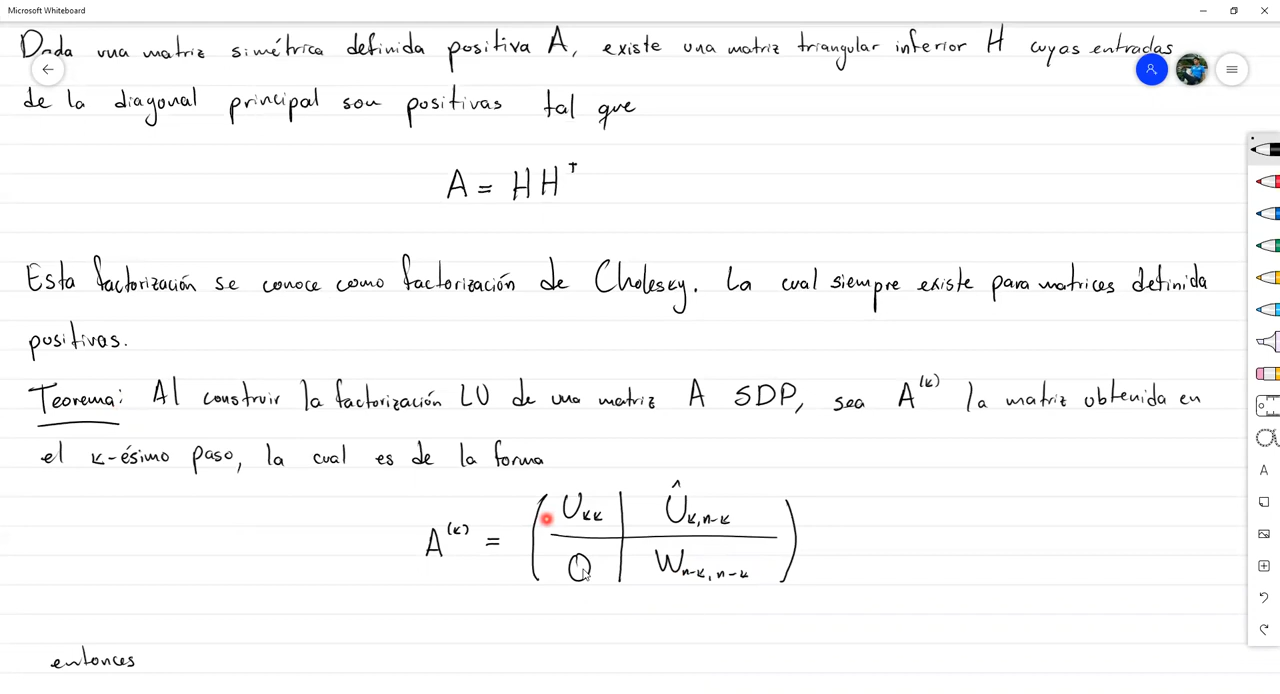 Microsoft Whiteboard
Dada una matriz simétrica definida positiva A, existe una matriz triangular inferior H cuyas entradas
de la diagonal principal son positivas tal que
A = HH^T
Esta factorización se conoce como factorización de Cholesky. La cual siempre existe para matrices definida
positivas.
Teorema: Al construir la factorización LU de una matriz A SDP, sea A^(k) la matriz obtenida en
el k-ésimo paso, la cual es de la forma
A^(k) = ( U_kk | Û_k,n-k
O | W_n-k,n-k )
entonces